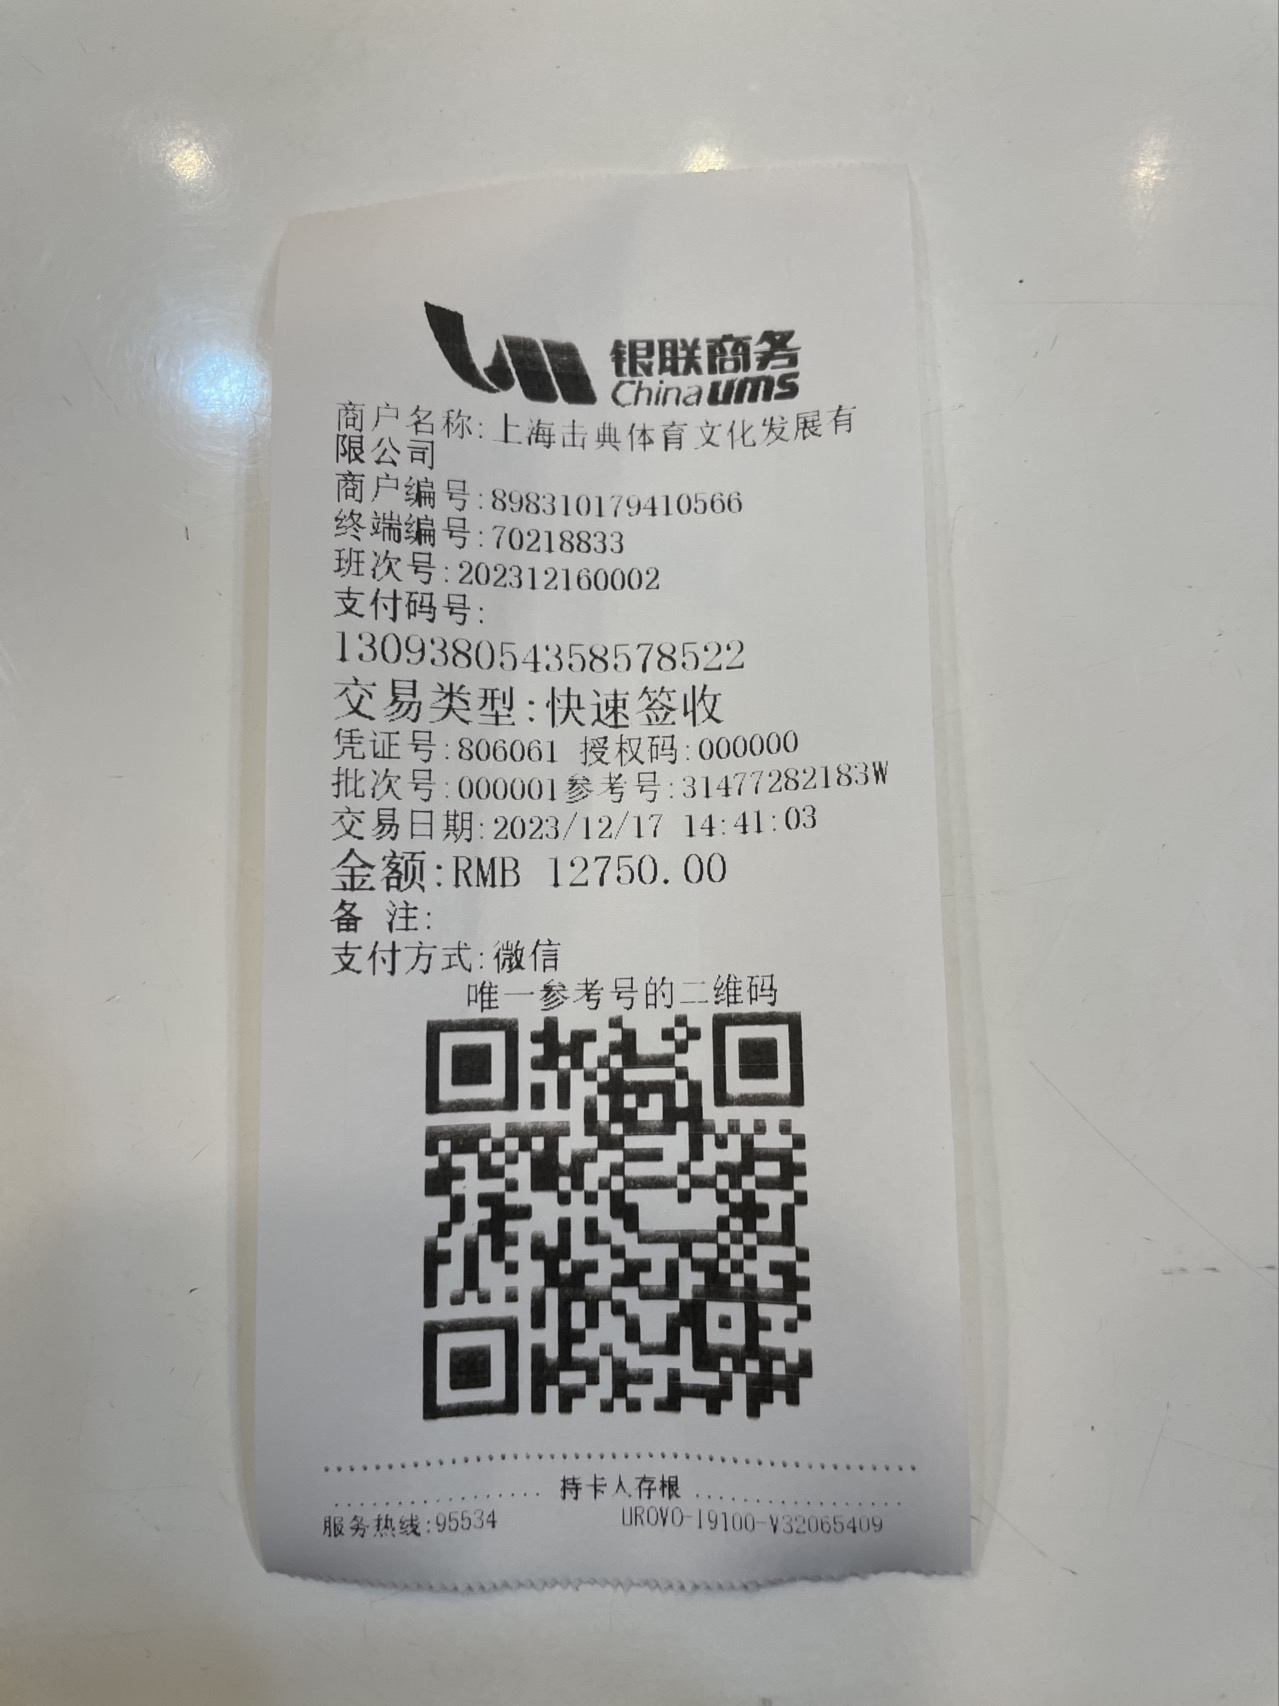 银联商务
China ums
商户名称:上海击典体育文化发展有
限公司
商户编号:898310179410566
终端编号:70218833
班次号:202312160002
支付码号:
130938054358578522
交易类型:快速签收
凭证号:806061 授权码:000000
批次号:000001参考号:31477282183W
交易日期:2023/12/17 14:41:03
金额:RMB 12750.00
备 注:
支付方式:微信
唯一参考号的二维码
持卡人存根
服务热线:95534 UROVO-I9100-V32065409